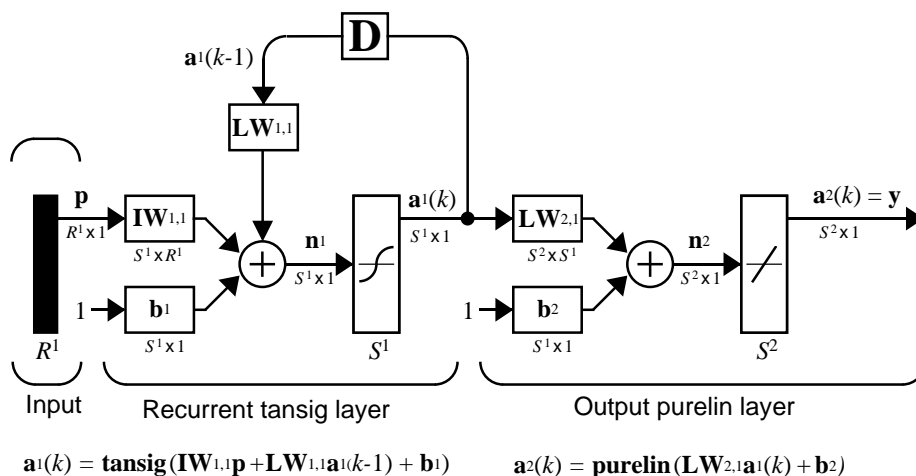 D
a1(k-1)
LW1,1
p
a1(k)
a2(k) = y
R1 x 1
IW1,1
n1
S1 x 1
LW2,1
n2
S2 x 1
S1 x R1
S1 x 1
S2 x S1
S2 x 1
1
b1
1
b2
R1
S1 x 1
S1
S1 x 1
S2
Input
Recurrent tansig layer
Output purelin layer
a1(k) = tansig (IW1,1p +LW1,1a1(k-1) + b1)
a2(k) = purelin (LW2,1a1(k) + b2)